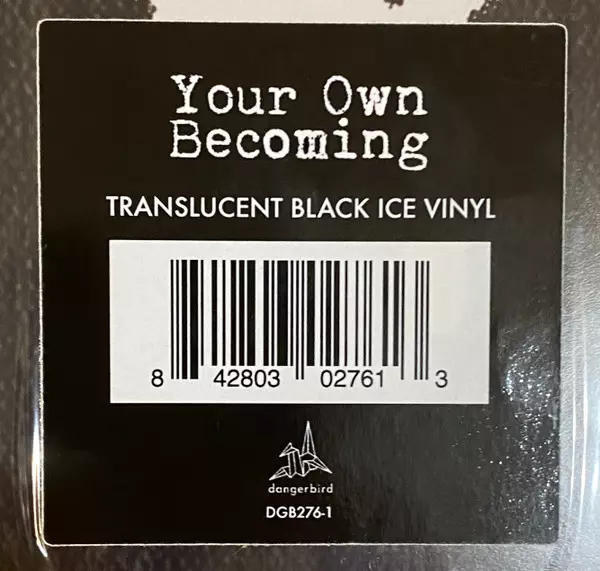 Your Own
Becoming
TRANSLUCENT BLACK ICE VINYL
8 42803 02761 3
dangerbird
DGB276-1